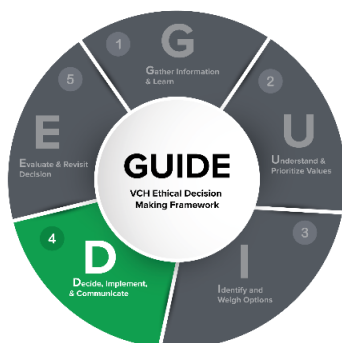 1
G
Gather Information
& Learn
2
U
Understand &
Prioritize Values
3
I
Identify and
Weigh Options
4
D
Decide, Implement,
& Communicate
5
E
Evaluate & Revisit
Decision
GUIDE
VCH Ethical Decision
Making Framework